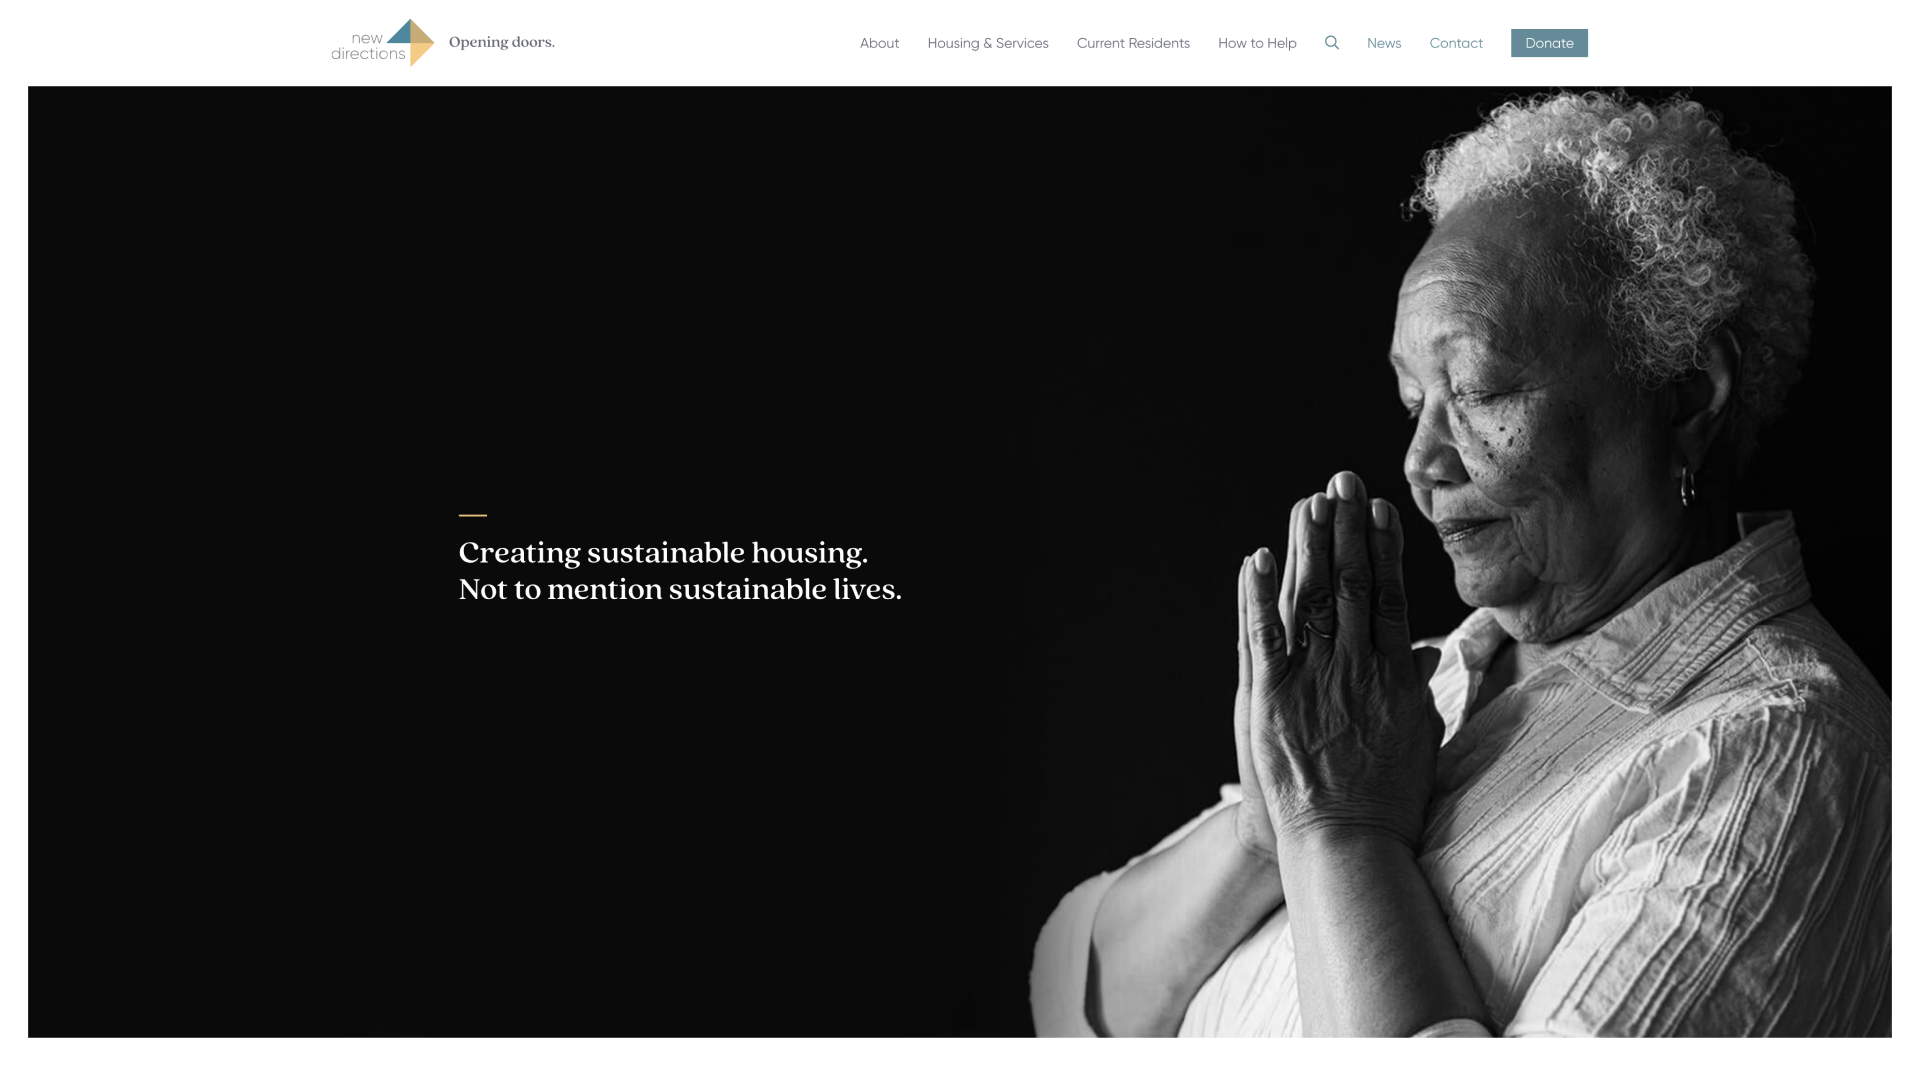 new
directions
Opening doors.
About
Housing & Services
Current Residents
How to Help
News
Contact
Donate
Creating sustainable housing.
Not to mention sustainable lives.